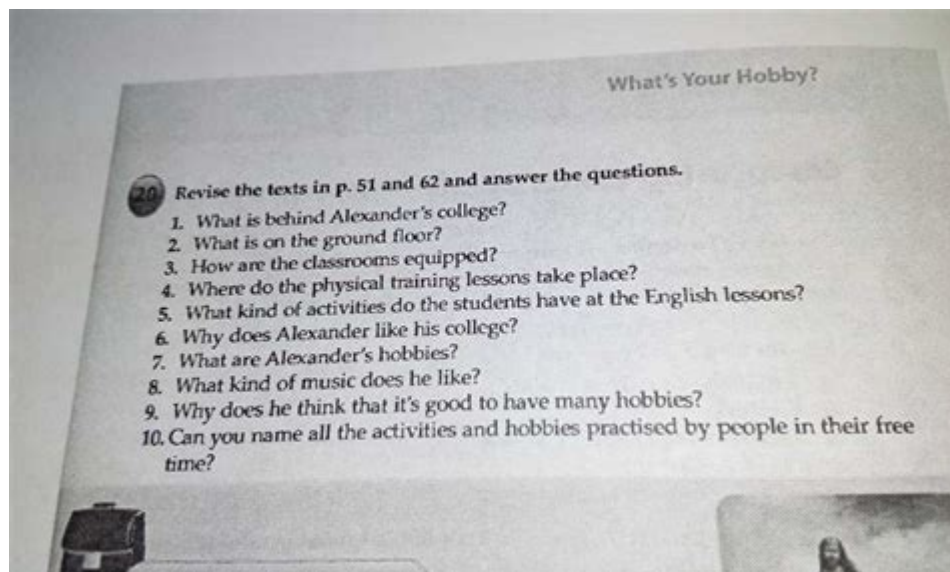 What's Your Hobby?
20 Revise the texts in p. 51 and 62 and answer the questions.
1. What is behind Alexander's college?
2. What is on the ground floor?
3. How are the classrooms equipped?
4. Where do the physical training lessons take place?
5. What kind of activities do the students have at the English lessons?
6. Why does Alexander like his college?
7. What are Alexander's hobbies?
8. What kind of music does he like?
9. Why does he think that it's good to have many hobbies?
10. Can you name all the activities and hobbies practised by people in their free
time?